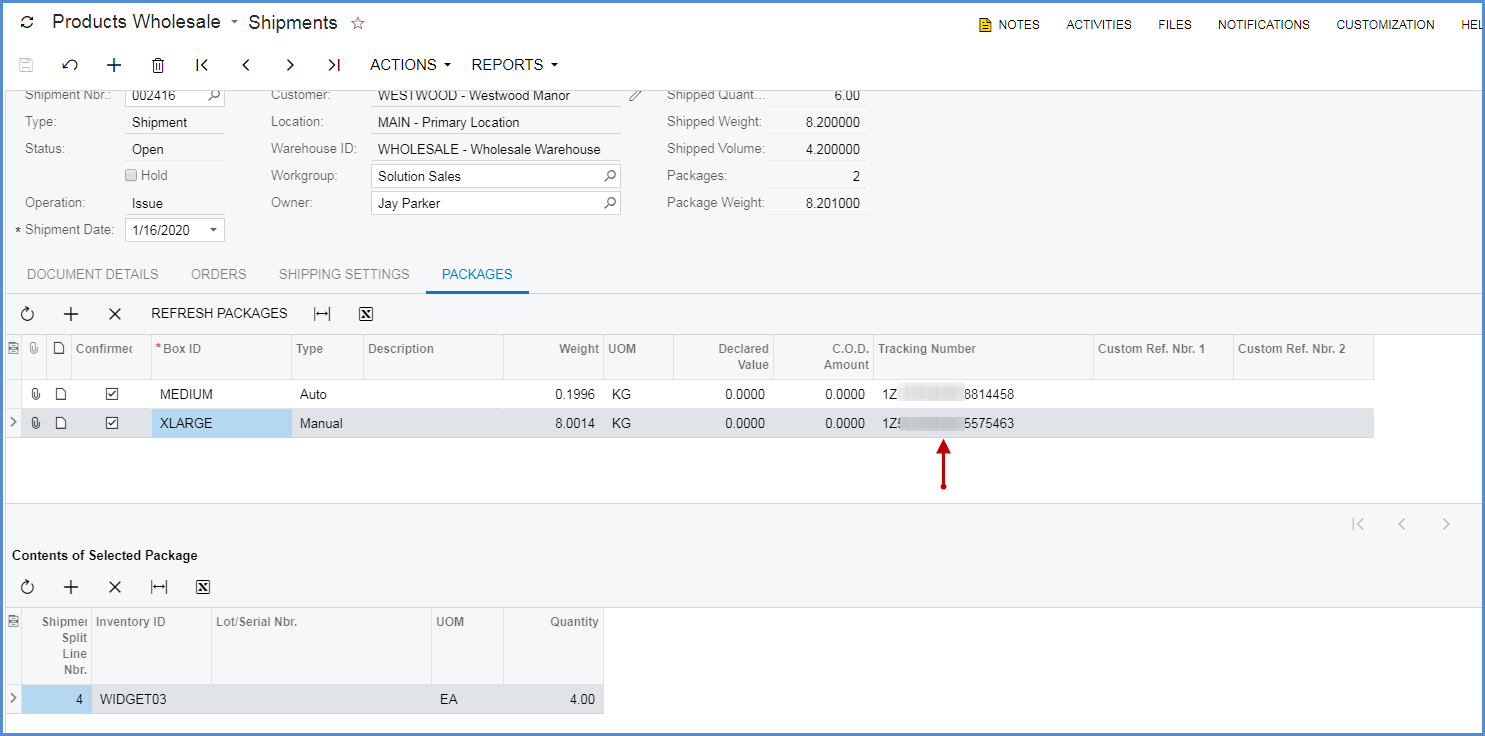 Products Wholesale Shipments
NOTES ACTIVITIES FILES NOTIFICATIONS CUSTOMIZATION HEL
ACTIONS REPORTS
Shipment Nbr.: 002416 Customer: WESTWOOD - Westwood Manor Shipped Quant... 6.00
Type: Shipment Location: MAIN - Primary Location Shipped Weight: 8.200000
Status: Open Warehouse ID: WHOLESALE - Wholesale Warehouse Shipped Volume: 4.200000
Hold Workgroup: Solution Sales Packages: 2
Operation: Issue Owner: Jay Parker Package Weight: 8.201000
* Shipment Date: 1/16/2020
DOCUMENT DETAILS ORDERS SHIPPING SETTINGS PACKAGES
REFRESH PACKAGES
Confirmed *Box ID Type Description Weight UOM Declared Value C.O.D. Amount Tracking Number Custom Ref. Nbr. 1 Custom Ref. Nbr. 2
MEDIUM Auto 0.1996 KG 0.0000 0.0000 1Z 8814458
XLARGE Manual 8.0014 KG 0.0000 0.0000 1Z 5575463
Contents of Selected Package
Shipmer Split Line Nbr. Inventory ID Lot/Serial Nbr. UOM Quantity
4 WIDGET03 EA 4.00